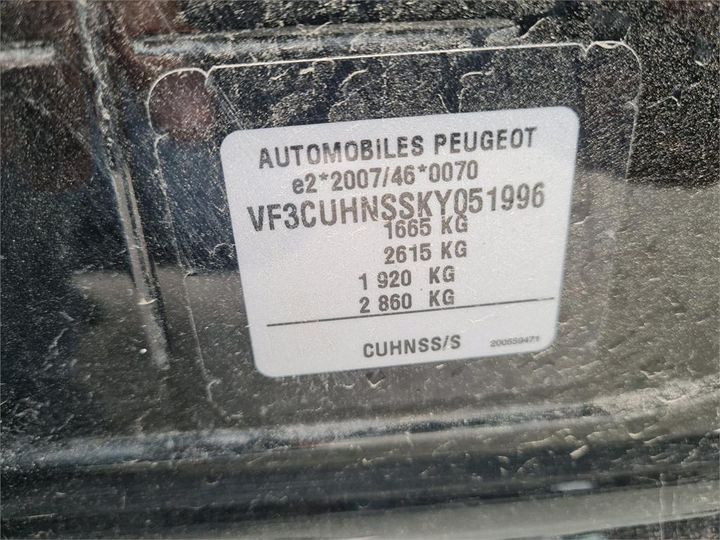 AUTOMOBILES PEUGEOT
e2*2007/46*0070
VF3CUHNSSKY051996
1665 KG
2615 KG
1 920 KG
2 860 KG
CUHNSS/S
200559471